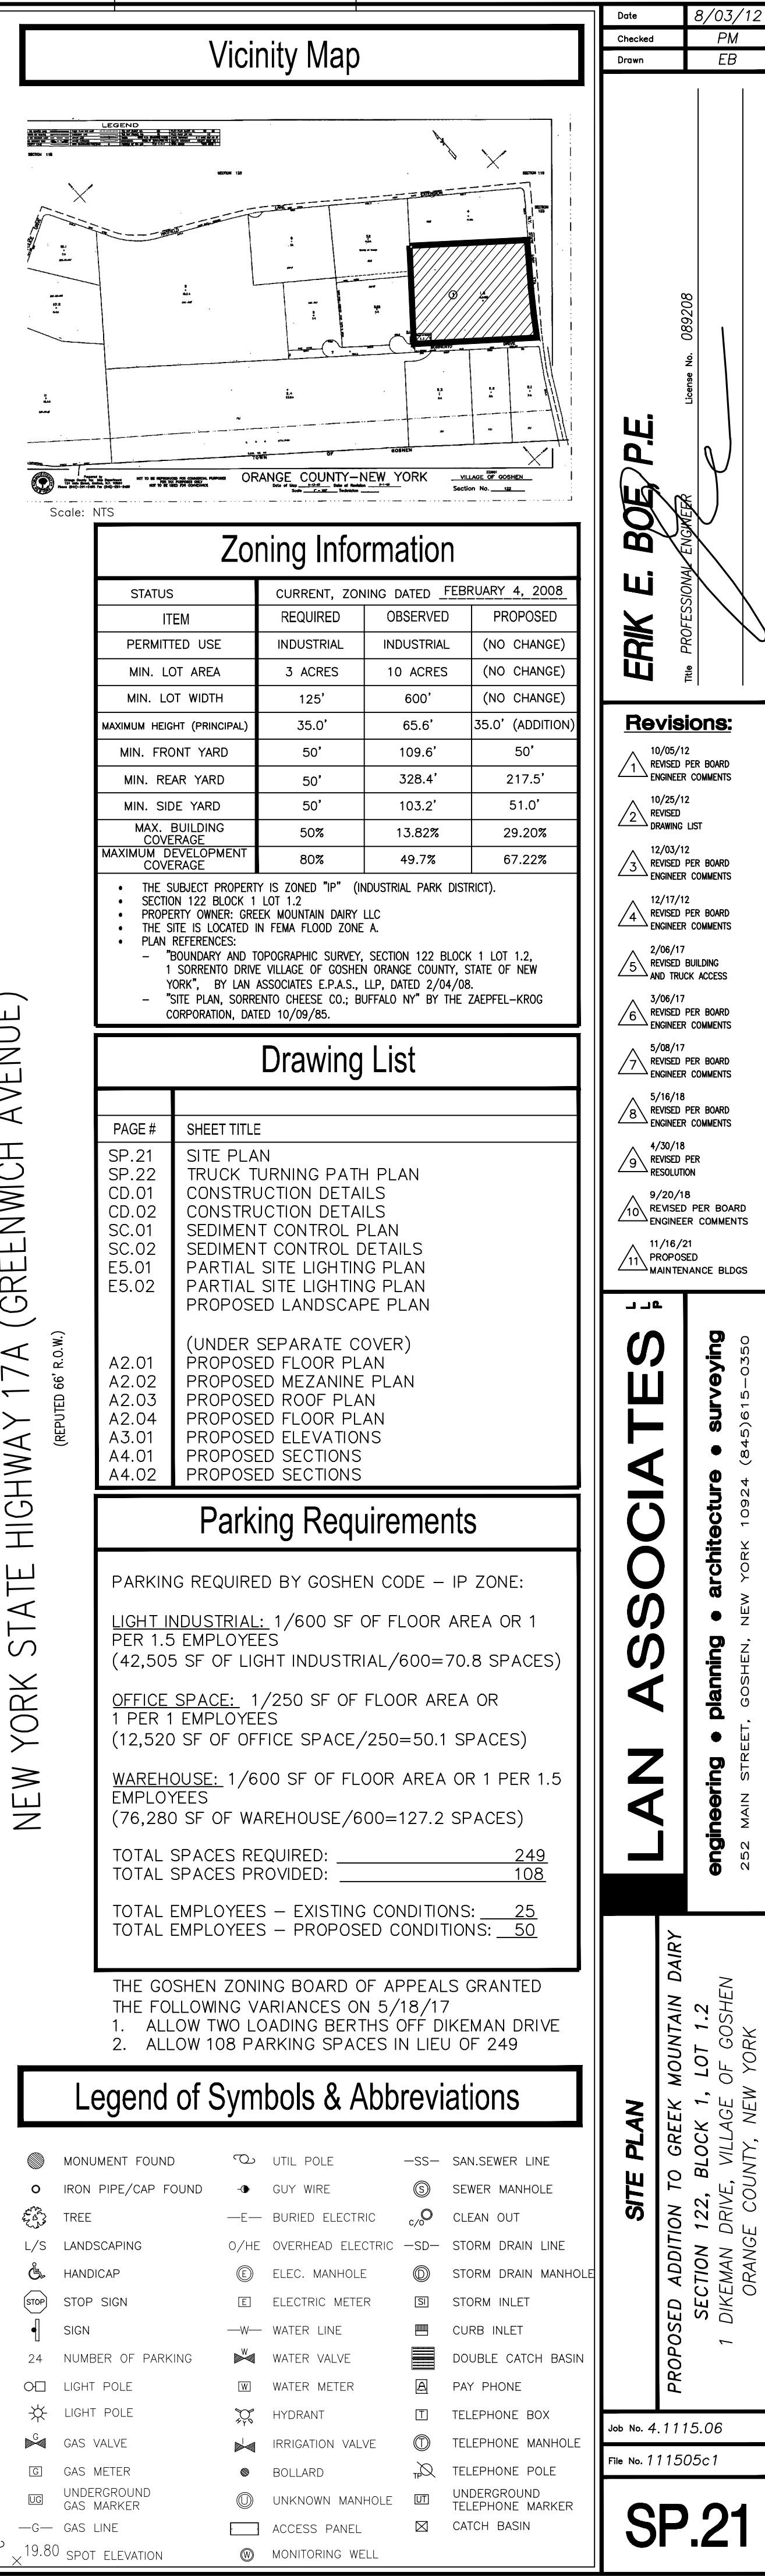 Vicinity Map
LEGEND
ORANGE COUNTY–NEW YORK
VILLAGE OF GOSHEN
Section No. 122
TOWN OF GOSHEN
Scale: NTS
Zoning Information
STATUS CURRENT, ZONING DATED FEBRUARY 4, 2008
ITEM REQUIRED OBSERVED PROPOSED
PERMITTED USE INDUSTRIAL INDUSTRIAL (NO CHANGE)
MIN. LOT AREA 3 ACRES 10 ACRES (NO CHANGE)
MIN. LOT WIDTH 125' 600' (NO CHANGE)
MAXIMUM HEIGHT (PRINCIPAL) 35.0' 65.6' 35.0' (ADDITION)
MIN. FRONT YARD 50' 109.6' 50'
MIN. REAR YARD 50' 328.4' 217.5'
MIN. SIDE YARD 50' 103.2' 51.0'
MAX. BUILDING COVERAGE 50% 13.82% 29.20%
MAXIMUM DEVELOPMENT COVERAGE 80% 49.7% 67.22%
• THE SUBJECT PROPERTY IS ZONED "IP" (INDUSTRIAL PARK DISTRICT).
• SECTION 122 BLOCK 1 LOT 1.2
• PROPERTY OWNER: GREEK MOUNTAIN DAIRY LLC
• THE SITE IS LOCATED IN FEMA FLOOD ZONE A.
• PLAN REFERENCES:
– "BOUNDARY AND TOPOGRAPHIC SURVEY, SECTION 122 BLOCK 1 LOT 1.2,
1 SORRENTO DRIVE VILLAGE OF GOSHEN ORANGE COUNTY, STATE OF NEW
YORK", BY LAN ASSOCIATES E.P.A.S., LLP, DATED 2/04/08.
– "SITE PLAN, SORRENTO CHEESE CO.; BUFFALO NY" BY THE ZAEPFEL-KROG
CORPORATION, DATED 10/09/85.
Drawing List
PAGE # SHEET TITLE
SP.21 SITE PLAN
SP.22 TRUCK TURNING PATH PLAN
CD.01 CONSTRUCTION DETAILS
CD.02 CONSTRUCTION DETAILS
SC.01 SEDIMENT CONTROL PLAN
SC.02 SEDIMENT CONTROL DETAILS
E5.01 PARTIAL SITE LIGHTING PLAN
E5.02 PARTIAL SITE LIGHTING PLAN
PROPOSED LANDSCAPE PLAN
(UNDER SEPARATE COVER)
A2.01 PROPOSED FLOOR PLAN
A2.02 PROPOSED MEZANINE PLAN
A2.03 PROPOSED ROOF PLAN
A2.04 PROPOSED FLOOR PLAN
A3.01 PROPOSED ELEVATIONS
A4.01 PROPOSED SECTIONS
A4.02 PROPOSED SECTIONS
Parking Requirements
PARKING REQUIRED BY GOSHEN CODE – IP ZONE:
LIGHT INDUSTRIAL: 1/600 SF OF FLOOR AREA OR 1
PER 1.5 EMPLOYEES
(42,505 SF OF LIGHT INDUSTRIAL/600=70.8 SPACES)
OFFICE SPACE: 1/250 SF OF FLOOR AREA OR
1 PER 1 EMPLOYEES
(12,520 SF OF OFFICE SPACE/250=50.1 SPACES)
WAREHOUSE: 1/600 SF OF FLOOR AREA OR 1 PER 1.5
EMPLOYEES
(76,280 SF OF WAREHOUSE/600=127.2 SPACES)
TOTAL SPACES REQUIRED: 249
TOTAL SPACES PROVIDED: 108
TOTAL EMPLOYEES – EXISTING CONDITIONS: 25
TOTAL EMPLOYEES – PROPOSED CONDITIONS: 50
THE GOSHEN ZONING BOARD OF APPEALS GRANTED
THE FOLLOWING VARIANCES ON 5/18/17
1. ALLOW TWO LOADING BERTHS OFF DIKEMAN DRIVE
2. ALLOW 108 PARKING SPACES IN LIEU OF 249
NEW YORK STATE HIGHWAY 17A (GREENWICH AVENUE)
(REPUTED 66' R.O.W.)
Legend of Symbols & Abbreviations
MONUMENT FOUND
IRON PIPE/CAP FOUND
TREE
L/S LANDSCAPING
HANDICAP
STOP STOP SIGN
SIGN
24 NUMBER OF PARKING
LIGHT POLE
LIGHT POLE
G GAS VALVE
G GAS METER
UG UNDERGROUND
GAS MARKER
—G— GAS LINE
19.80 SPOT ELEVATION
UTIL POLE
GUY WIRE
—E— BURIED ELECTRIC
O/HE OVERHEAD ELECTRIC
E ELEC. MANHOLE
E ELECTRIC METER
—W— WATER LINE
W WATER VALVE
W WATER METER
HYDRANT
I IRRIGATION VALVE
BOLLARD
U UNKNOWN MANHOLE
ACCESS PANEL
W MONITORING WELL
—SS— SAN.SEWER LINE
S SEWER MANHOLE
C/O CLEAN OUT
—SD— STORM DRAIN LINE
D STORM DRAIN MANHOLE
SI STORM INLET
CURB INLET
DOUBLE CATCH BASIN
A PAY PHONE
T TELEPHONE BOX
T TELEPHONE MANHOLE
TP TELEPHONE POLE
UT UNDERGROUND
TELEPHONE MARKER
CATCH BASIN
Date 8/03/12
Checked PM
Drawn EB
ERIK E. BOE, P.E.
Title PROFESSIONAL ENGINEER License No. 089208
Revisions:
1 10/05/12
REVISED PER BOARD
ENGINEER COMMENTS
2 10/25/12
REVISED
DRAWING LIST
3 12/03/12
REVISED PER BOARD
ENGINEER COMMENTS
4 12/17/12
REVISED PER BOARD
ENGINEER COMMENTS
5 2/06/17
REVISED BUILDING
AND TRUCK ACCESS
6 3/06/17
REVISED PER BOARD
ENGINEER COMMENTS
7 5/08/17
REVISED PER BOARD
ENGINEER COMMENTS
8 5/16/18
REVISED PER BOARD
ENGINEER COMMENTS
9 4/30/18
REVISED PER
RESOLUTION
10 9/20/18
REVISED PER BOARD
ENGINEER COMMENTS
11 11/16/21
PROPOSED
MAINTENANCE BLDGS
LAN ASSOCIATES LLP
engineering • planning • architecture • surveying
252 MAIN STREET, GOSHEN, NEW YORK 10924 (845)615–0350
SITE PLAN
PROPOSED ADDITION TO GREEK MOUNTAIN DAIRY
SECTION 122, BLOCK 1, LOT 1.2
1 DIKEMAN DRIVE, VILLAGE OF GOSHEN
ORANGE COUNTY, NEW YORK
Job No. 4.1115.06
File No. 111505c1
SP.21